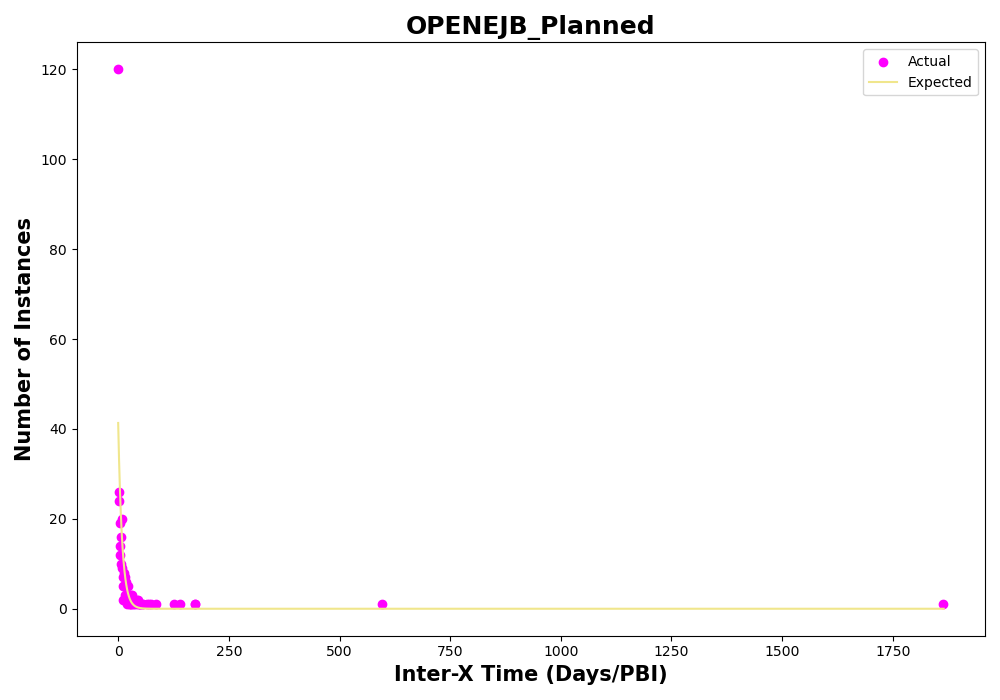 OPENEJB_Planned
Actual
Expected
120
100
80
60
40
20
0
Number of Instances
0 250 500 750 1000 1250 1500 1750
Inter-X Time (Days/PBI)